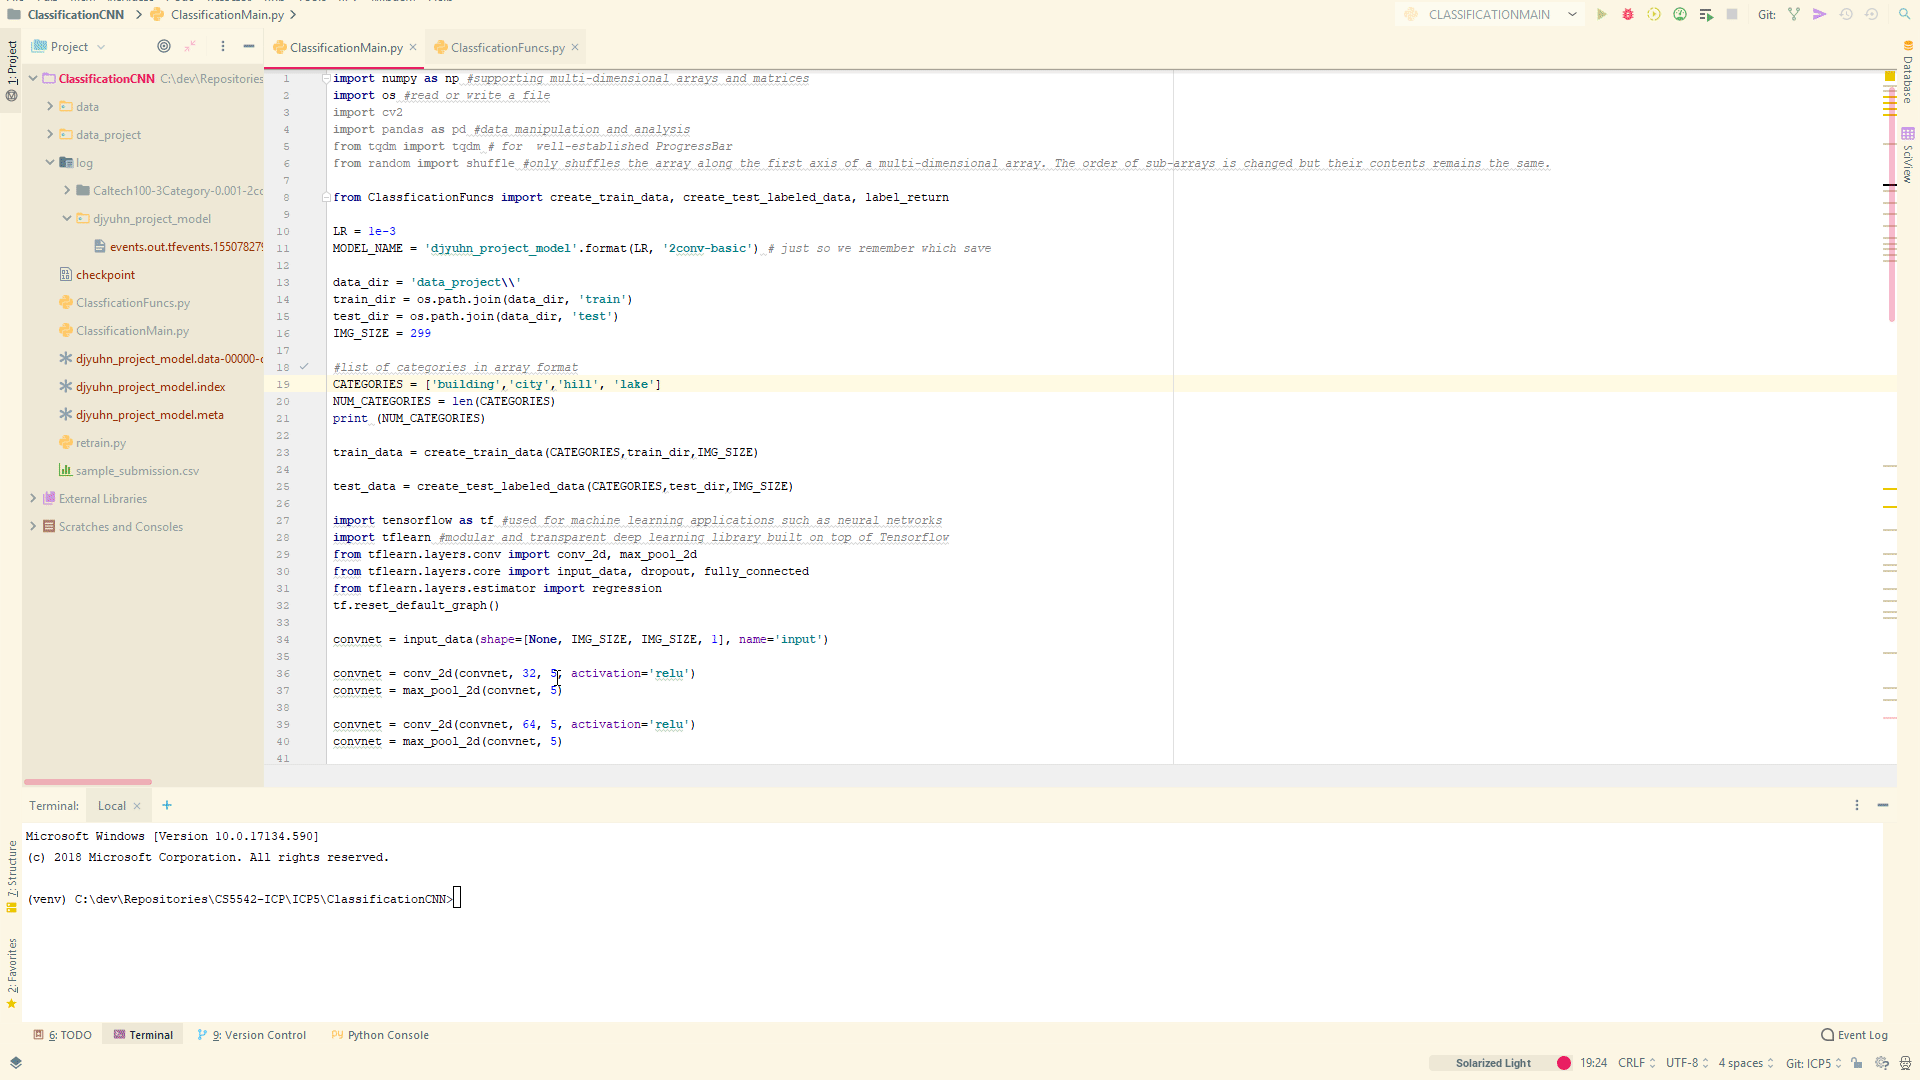 ClassificationCNN
ClassificationMain.py
CLASSIFICATIONMAIN
Git:
1: Project
Project
ClassificationMain.py
ClassficationFuncs.py
Database
SciView
ClassificationCNN C:\dev\Repositories
data
data_project
log
Caltech100-3Category-0.001-2co
djyuhn_project_model
events.out.tfevents.155078279
checkpoint
ClassficationFuncs.py
ClassificationMain.py
djyuhn_project_model.data-00000-o
djyuhn_project_model.index
djyuhn_project_model.meta
retrain.py
sample_submission.csv
External Libraries
Scratches and Consoles
1 import numpy as np #supporting multi-dimensional arrays and matrices
2 import os #read or write a file
3 import cv2
4 import pandas as pd #data manipulation and analysis
5 from tqdm import tqdm # for  well-established ProgressBar
6 from random import shuffle #only shuffles the array along the first axis of a multi-dimensional array. The order of sub-arrays is changed but their contents remains the same.
7
8 from ClassficationFuncs import create_train_data, create_test_labeled_data, label_return
9
10 LR = 1e-3
11 MODEL_NAME = 'djyuhn_project_model'.format(LR, '2conv-basic') # just so we remember which save
12
13 data_dir = 'data_project\\'
14 train_dir = os.path.join(data_dir, 'train')
15 test_dir = os.path.join(data_dir, 'test')
16 IMG_SIZE = 299
17
18 #list of categories in array format
19 CATEGORIES = ['building','city','hill', 'lake']
20 NUM_CATEGORIES = len(CATEGORIES)
21 print (NUM_CATEGORIES)
22
23 train_data = create_train_data(CATEGORIES,train_dir,IMG_SIZE)
24
25 test_data = create_test_labeled_data(CATEGORIES,test_dir,IMG_SIZE)
26
27 import tensorflow as tf #used for machine learning applications such as neural networks
28 import tflearn #modular and transparent deep learning library built on top of Tensorflow
29 from tflearn.layers.conv import conv_2d, max_pool_2d
30 from tflearn.layers.core import input_data, dropout, fully_connected
31 from tflearn.layers.estimator import regression
32 tf.reset_default_graph()
33
34 convnet = input_data(shape=[None, IMG_SIZE, IMG_SIZE, 1], name='input')
35
36 convnet = conv_2d(convnet, 32, 5, activation='relu')
37 convnet = max_pool_2d(convnet, 5)
38
39 convnet = conv_2d(convnet, 64, 5, activation='relu')
40 convnet = max_pool_2d(convnet, 5)
41
Terminal: Local +
Microsoft Windows [Version 10.0.17134.590]
(c) 2018 Microsoft Corporation. All rights reserved.
(venv) C:\dev\Repositories\CS5542-ICP\ICP5\ClassificationCNN>
7: Structure
2: Favorites
6: TODO
Terminal
9: Version Control
Python Console
Event Log
Solarized Light
19:24
CRLF
UTF-8
4 spaces
Git: ICP5